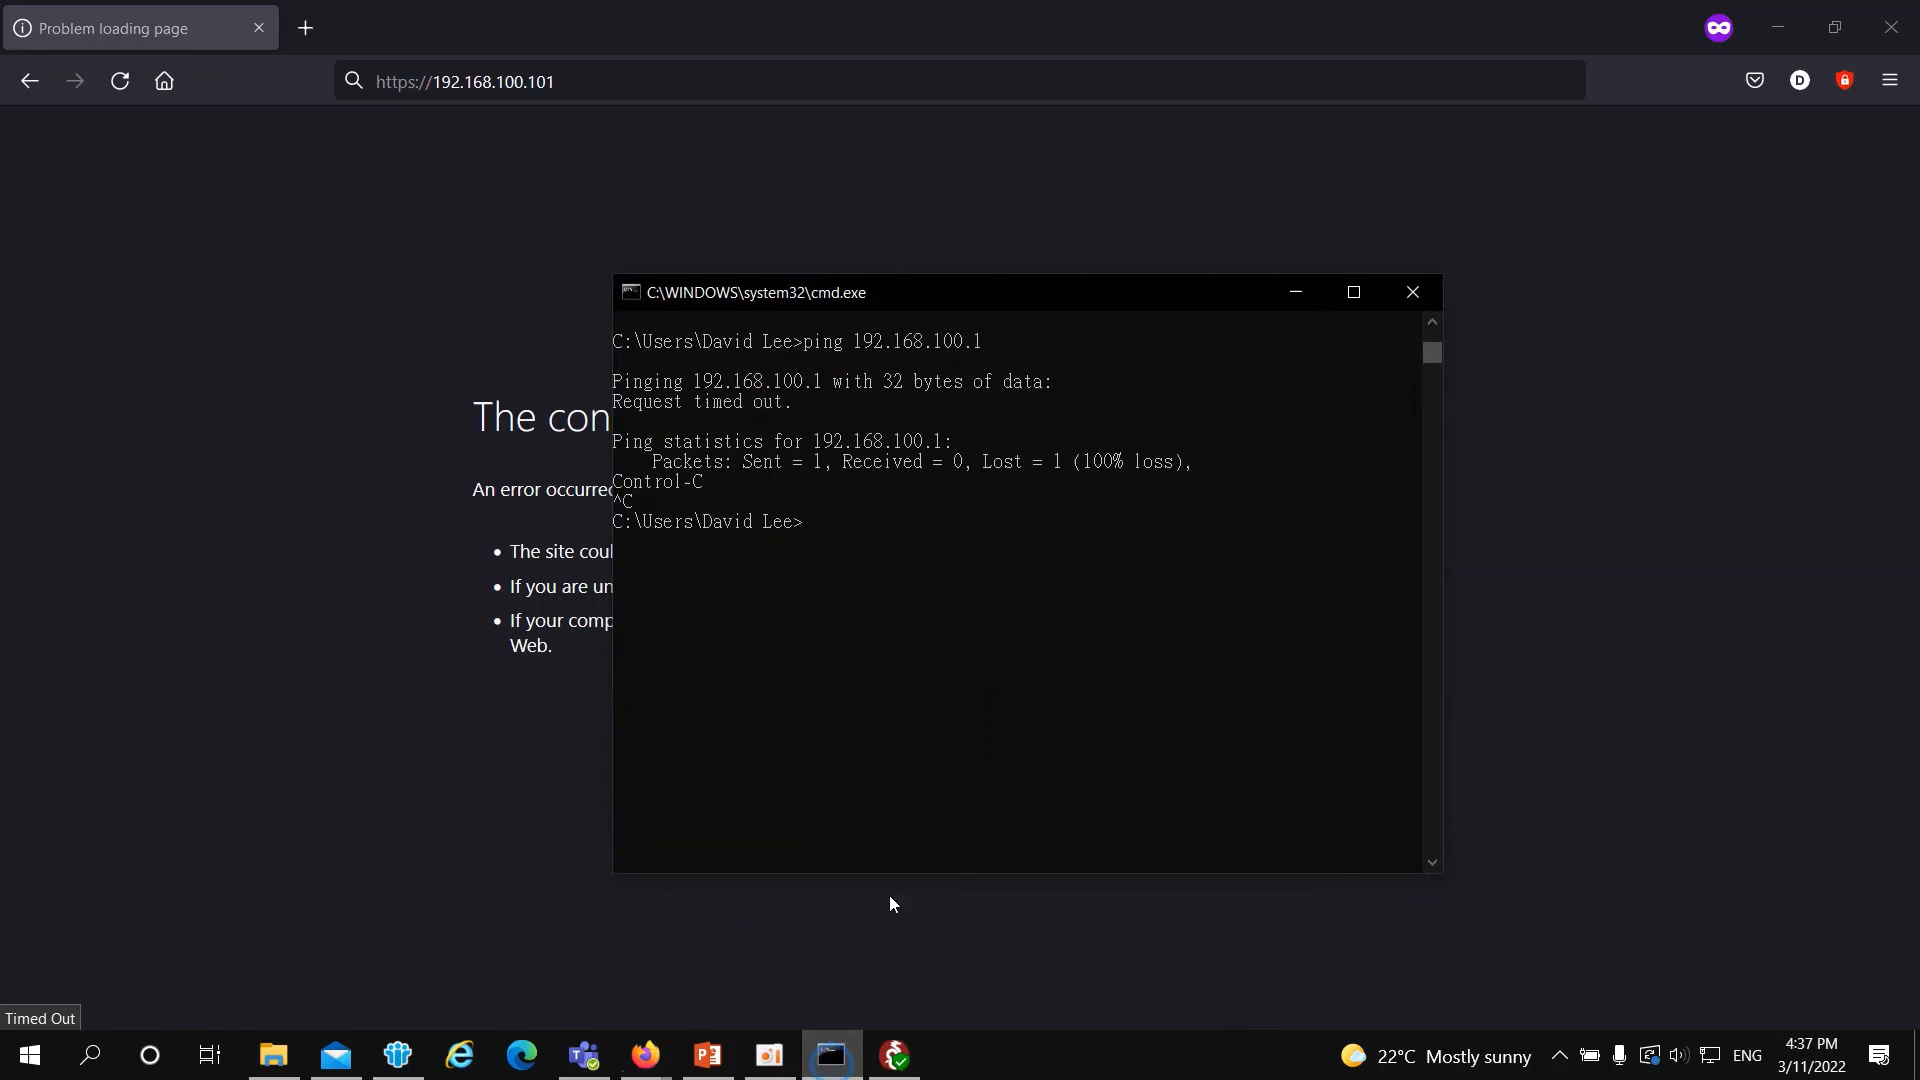 Problem loading page
https://192.168.100.101
D
C:\WINDOWS\system32\cmd.exe
C:\Users\David Lee>ping 192.168.100.1
Pinging 192.168.100.1 with 32 bytes of data:
Request timed out.
Ping statistics for 192.168.100.1:
Packets: Sent = 1, Received = 0, Lost = 1 (100% loss),
Control-C
^C
C:\Users\David Lee>
The con
An error occurred
The site coul
If you are un
If your comp
Web.
Timed Out
22°C Mostly sunny
ENG
4:37 PM
3/11/2022